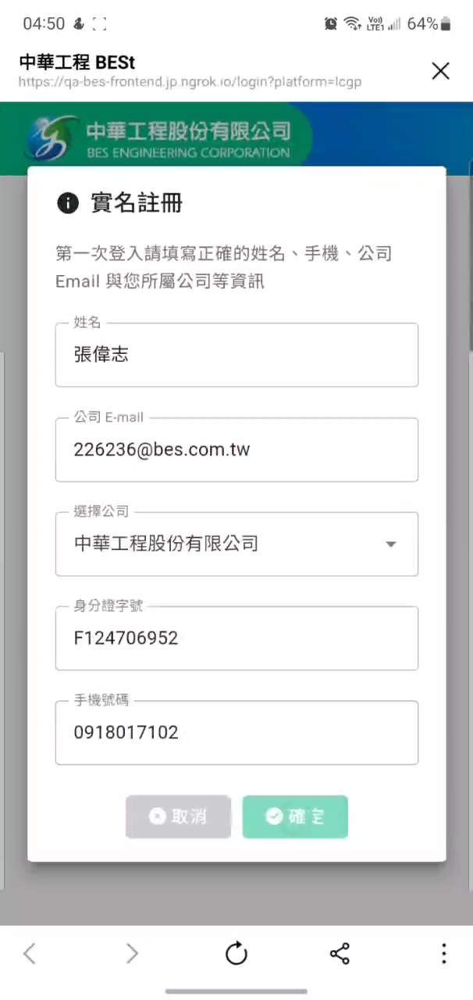 04:50
Vo)) LTE1 64%
中華工程 BESt
https://qa-bes-frontend.jp.ngrok.io/login?platform=lcgp
中華工程股份有限公司
BES ENGINEERING CORPORATION
實名註冊
第一次登入請填寫正確的姓名、手機、公司
Email 與您所屬公司等資訊
姓名
張偉志
公司 E-mail
226236@bes.com.tw
選擇公司
中華工程股份有限公司
身分證字號
F124706952
手機號碼
0918017102
取消 確定